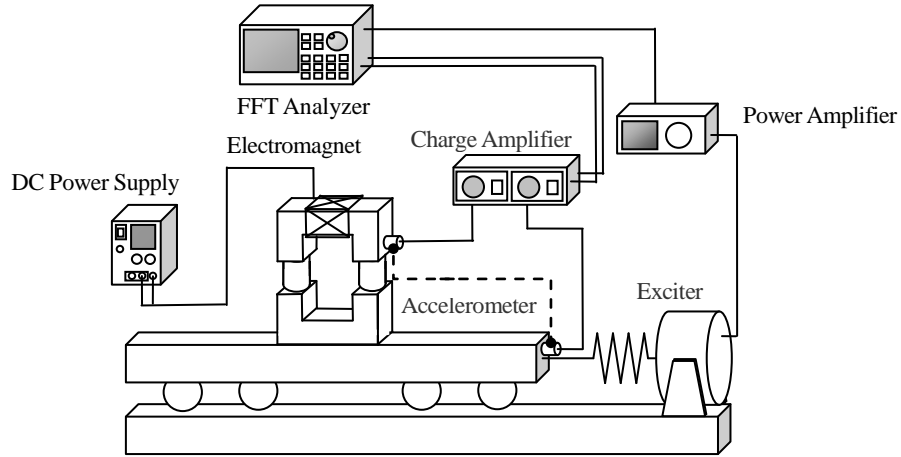 FFT Analyzer
Power Amplifier
Charge Amplifier
Electromagnet
DC Power Supply
Accelerometer
Exciter